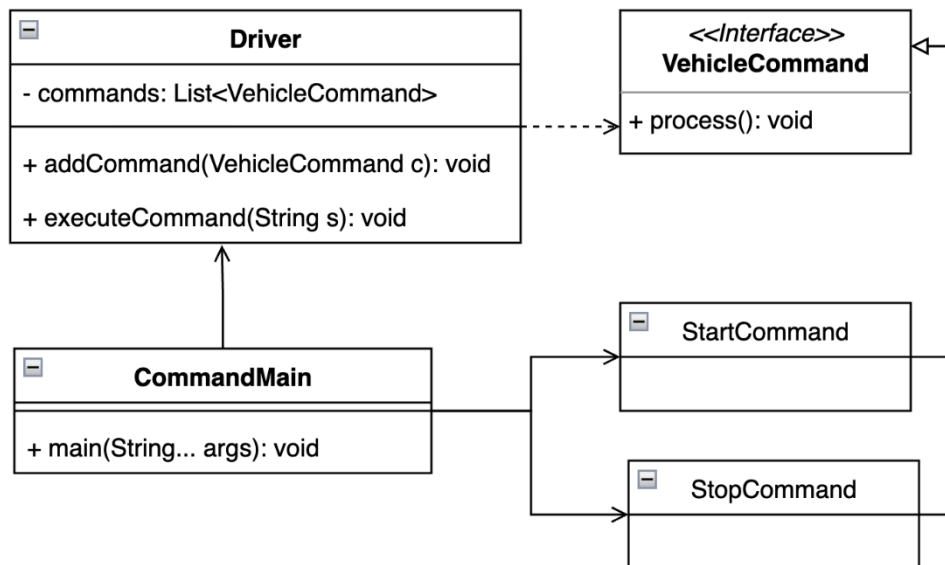 Driver
- commands: List<VehicleCommand>
+ addCommand(VehicleCommand c): void
+ executeCommand(String s): void
<<Interface>>
VehicleCommand
+ process(): void
CommandMain
+ main(String... args): void
StartCommand
StopCommand